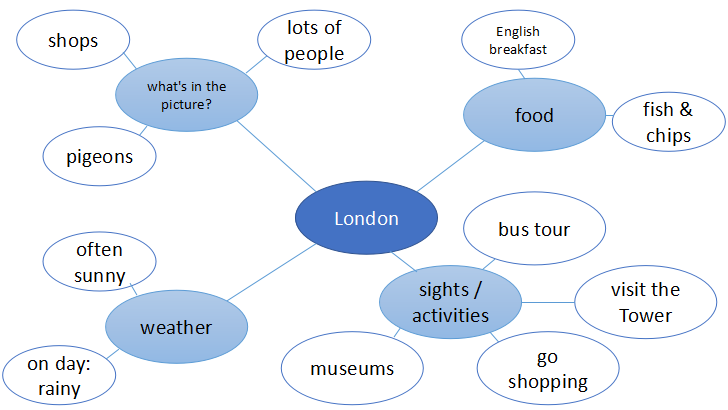 shops
lots of
people
what's in the
picture?
pigeons
English
breakfast
food
fish &
chips
London
often
sunny
weather
on day:
rainy
bus tour
sights /
activities
visit the
Tower
museums
go
shopping